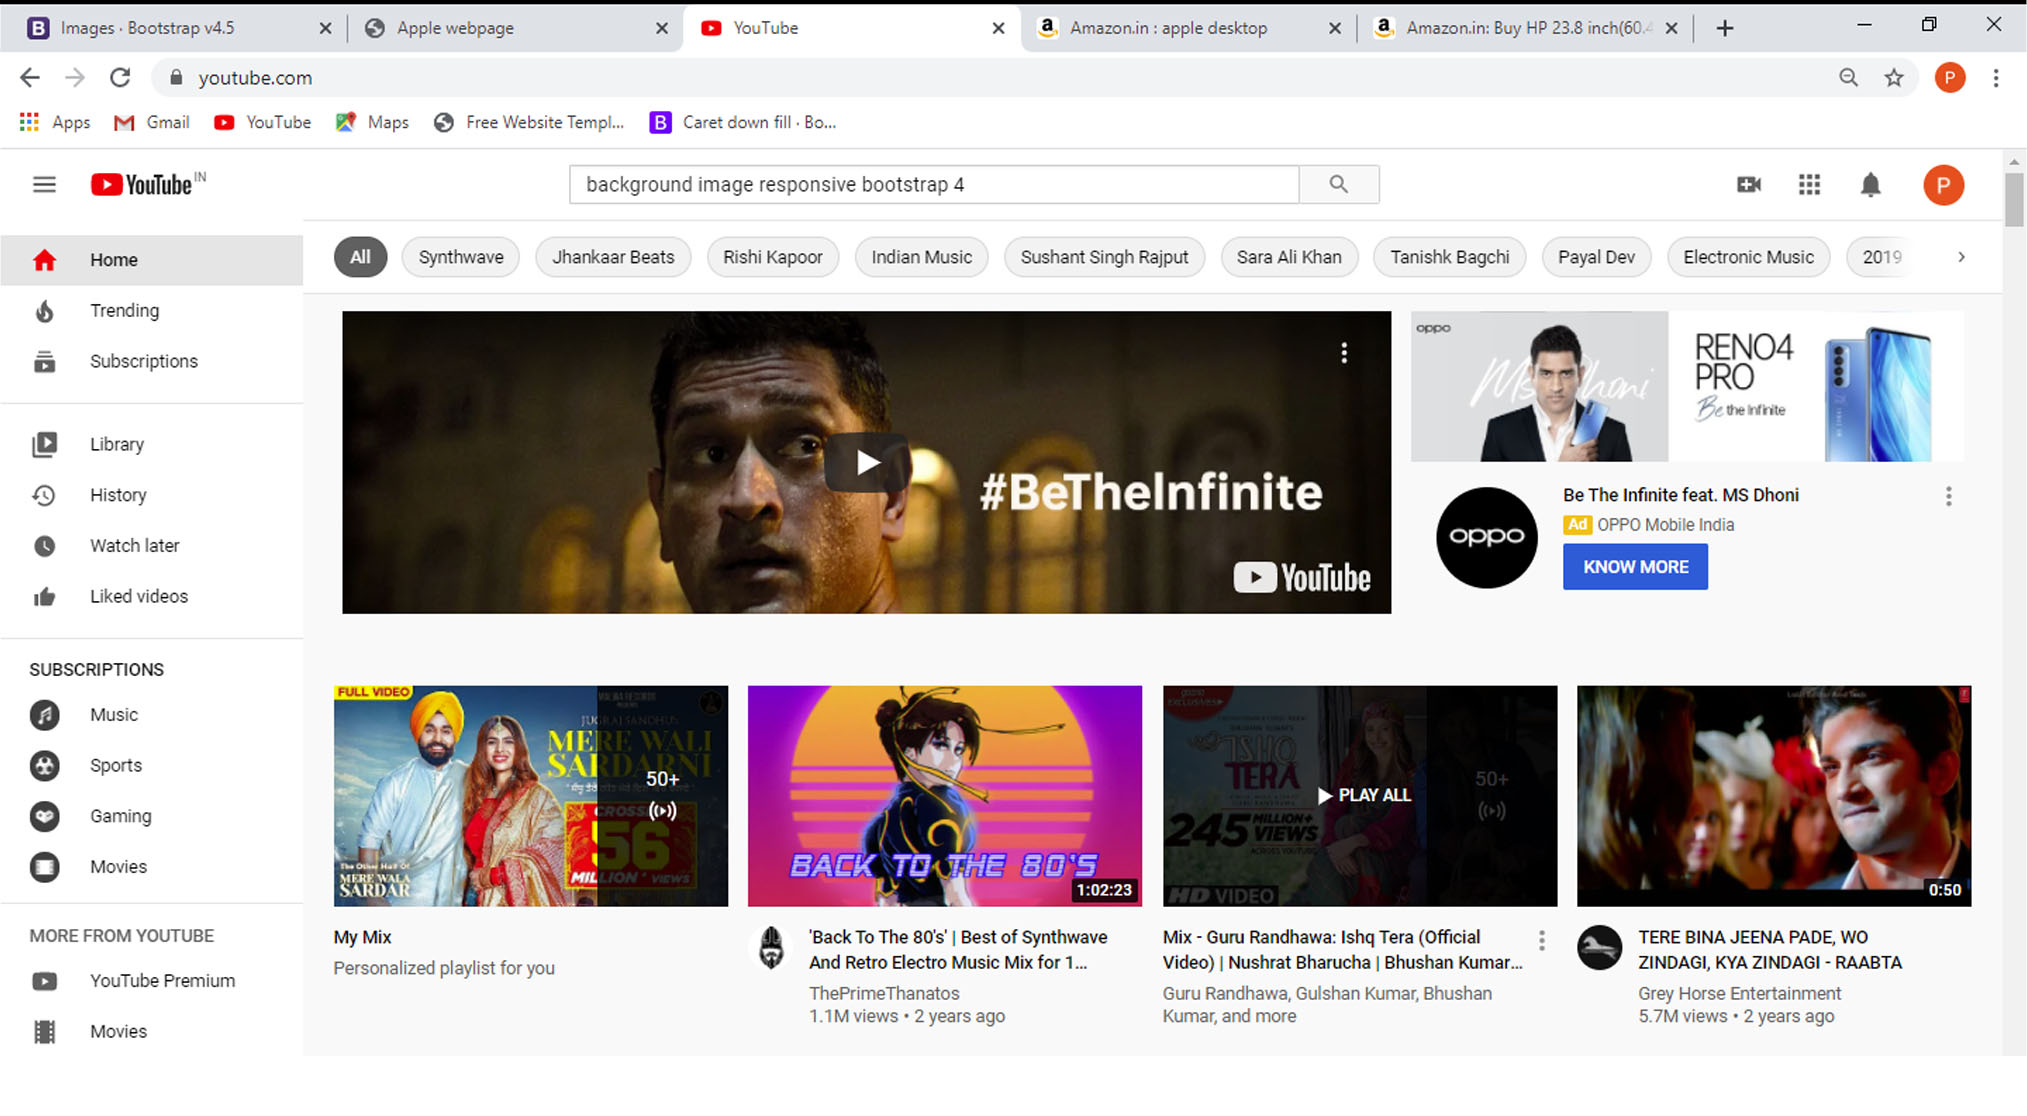 Images · Bootstrap v4.5
Apple webpage
YouTube
Amazon.in : apple desktop
Amazon.in: Buy HP 23.8 inch(60.4
youtube.com
P
Apps
Gmail
YouTube
Maps
Free Website Templ...
Caret down fill · Bo...
YouTube IN
background image responsive bootstrap 4
P
Home
Trending
Subscriptions
Library
History
Watch later
Liked videos
SUBSCRIPTIONS
Music
Sports
Gaming
Movies
MORE FROM YOUTUBE
YouTube Premium
Movies
All
Synthwave
Jhankaar Beats
Rishi Kapoor
Indian Music
Sushant Singh Rajput
Sara Ali Khan
Tanishk Bagchi
Payal Dev
Electronic Music
2019
#BeTheInfinite
YouTube
oppo
Ms Dhoni
RENO4
PRO
Be the Infinite
oppo
Be The Infinite feat. MS Dhoni
Ad OPPO Mobile India
KNOW MORE
FULL VIDEO
JUGRAJ SANDHU'S
MERE WALI
SARDARNI
CROSSED
56
MILLION+ VIEWS
The Other Half Of
MERE WALA
SARDAR
50+
My Mix
Personalized playlist for you
BACK TO THE 80'S
1:02:23
'Back To The 80's' | Best of Synthwave
And Retro Electro Music Mix for 1...
ThePrimeThanatos
1.1M views • 2 years ago
EXCLUSIVES
ISHQ
TERA
245 MILLION+
VIEWS
ACROSS YOUTUBE
HD VIDEO
PLAY ALL
50+
Mix - Guru Randhawa: Ishq Tera (Official
Video) | Nushrat Bharucha | Bhushan Kumar...
Guru Randhawa, Gulshan Kumar, Bhushan
Kumar, and more
0:50
TERE BINA JEENA PADE, WO
ZINDAGI, KYA ZINDAGI - RAABTA
Grey Horse Entertainment
5.7M views • 2 years ago